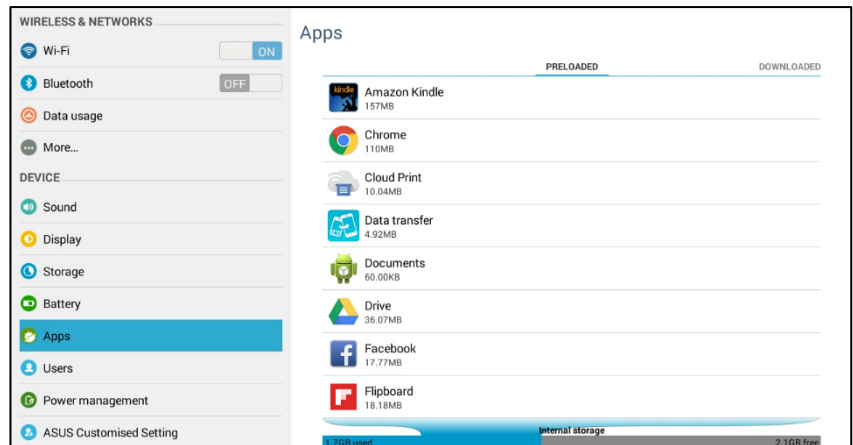 WIRELESS & NETWORKS
Wi-Fi ON
Bluetooth OFF
Data usage
More...
DEVICE
Sound
Display
Storage
Battery
Apps
Users
Power management
ASUS Customised Setting
Apps
PRELOADED DOWNLOADED
kindle
Amazon Kindle
157MB
Chrome
110MB
Cloud Print
10.04MB
Data transfer
4.92MB
Documents
60.00KB
Drive
36.07MB
Facebook
17.77MB
Flipboard
18.18MB
Internal storage
1.7GB used 2.1GB free